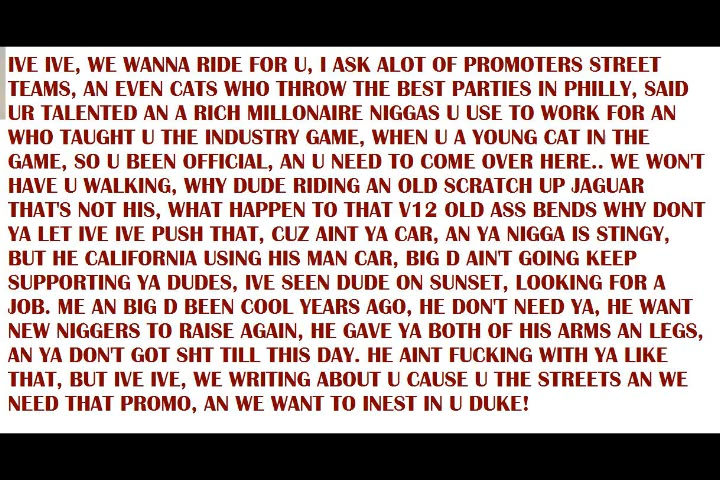 IVE IVE, WE WANNA RIDE FOR U, I ASK ALOT OF PROMOTERS STREET
TEAMS, AN EVEN CATS WHO THROW THE BEST PARTIES IN PHILLY, SAID
UR TALENTED AN A RICH MILLONAIRE NIGGAS U USE TO WORK FOR AN
WHO TAUGHT U THE INDUSTRY GAME, WHEN U A YOUNG CAT IN THE
GAME, SO U BEEN OFFICIAL, AN U NEED TO COME OVER HERE.. WE WON'T
HAVE U WALKING, WHY DUDE RIDING AN OLD SCRATCH UP JAGUAR
THAT'S NOT HIS, WHAT HAPPEN TO THAT V12 OLD ASS BENDS WHY DONT
YA LET IVE IVE PUSH THAT, CUZ AINT YA CAR, AN YA NIGGA IS STINGY,
BUT HE CALIFORNIA USING HIS MAN CAR, BIG D AIN'T GOING KEEP
SUPPORTING YA DUDES, IVE SEEN DUDE ON SUNSET, LOOKING FOR A
JOB. ME AN BIG D BEEN COOL YEARS AGO, HE DON'T NEED YA, HE WANT
NEW NIGGERS TO RAISE AGAIN, HE GAVE YA BOTH OF HIS ARMS AN LEGS,
AN YA DON'T GOT SHT TILL THIS DAY. HE AINT FUCKING WITH YA LIKE
THAT, BUT IVE IVE, WE WRITING ABOUT U CAUSE U THE STREETS AN WE
NEED THAT PROMO, AN WE WANT TO INEST IN U DUKE!